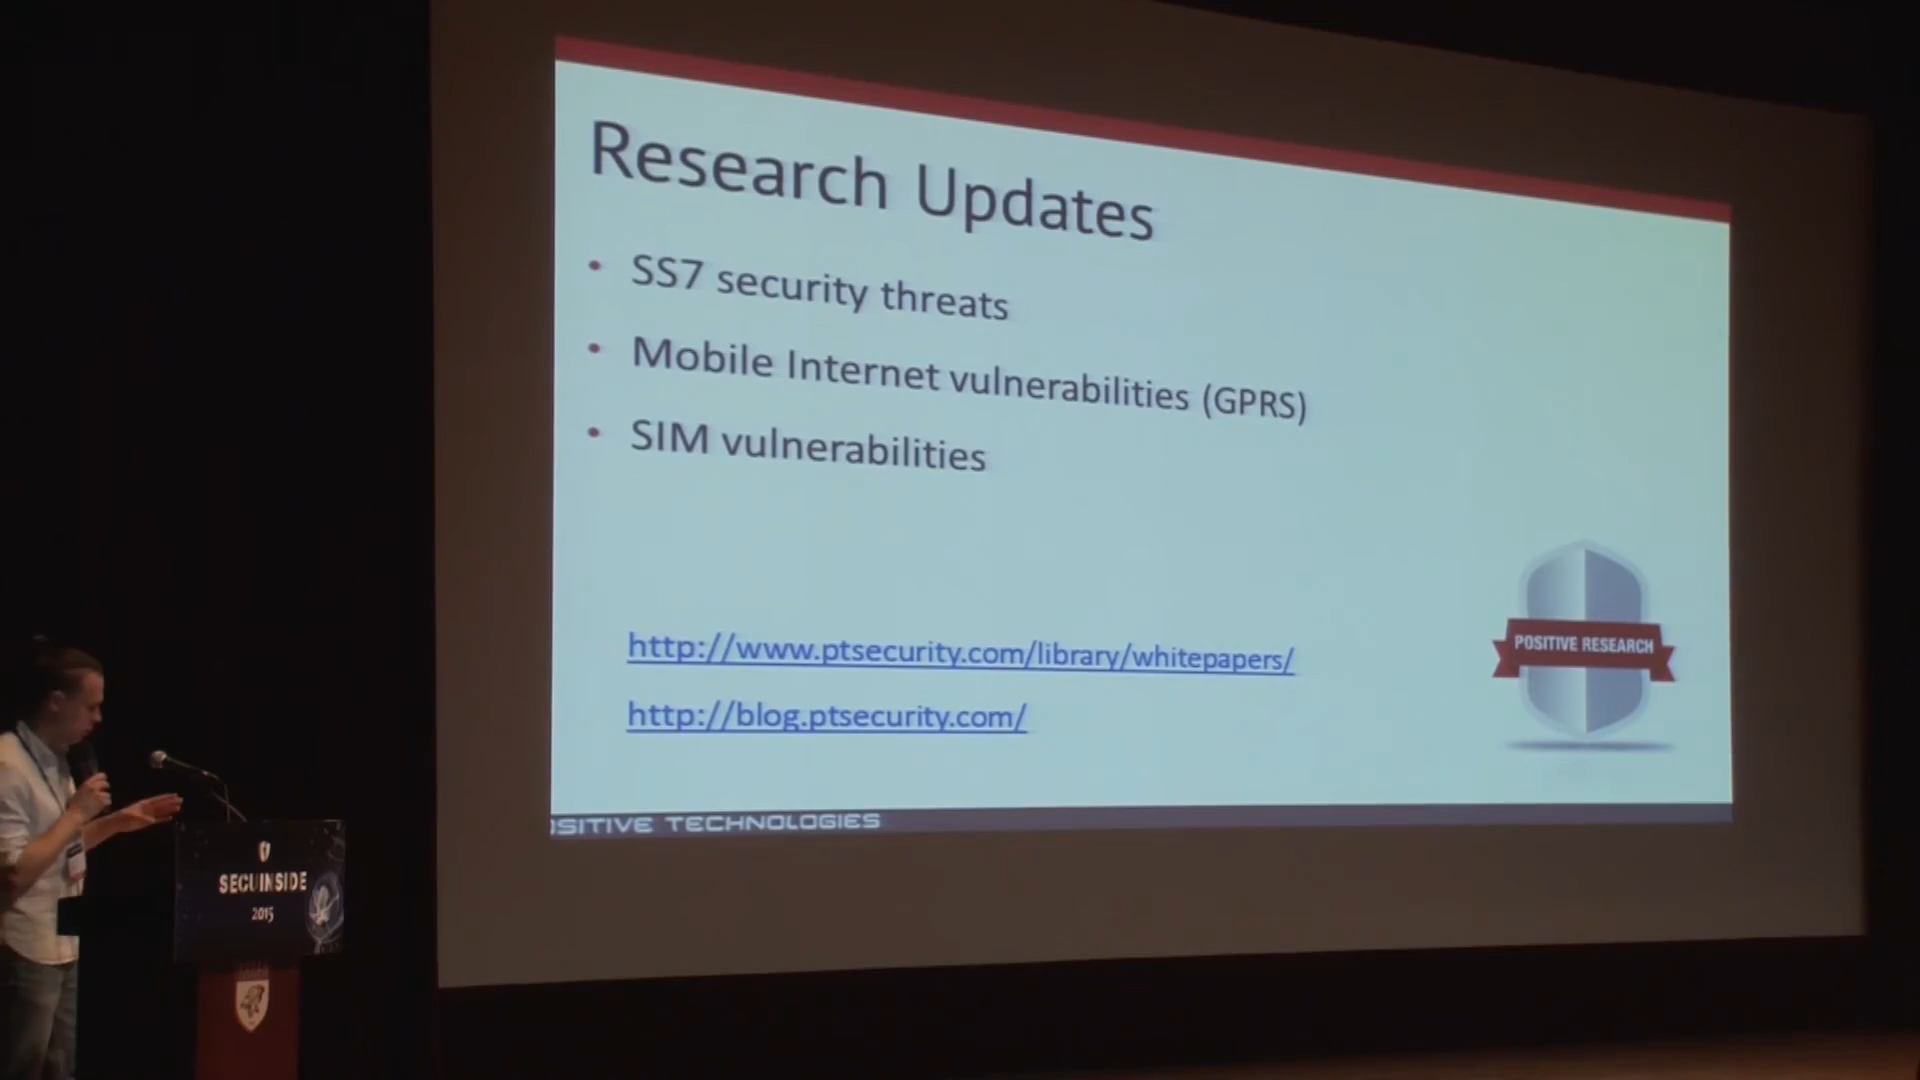 Research Updates
• SS7 security threats
• Mobile Internet vulnerabilities (GPRS)
• SIM vulnerabilities
http://www.ptsecurity.com/library/whitepapers/
http://blog.ptsecurity.com/
POSITIVE RESEARCH
OSITIVE TECHNOLOGIES
SECUINSIDE
2015